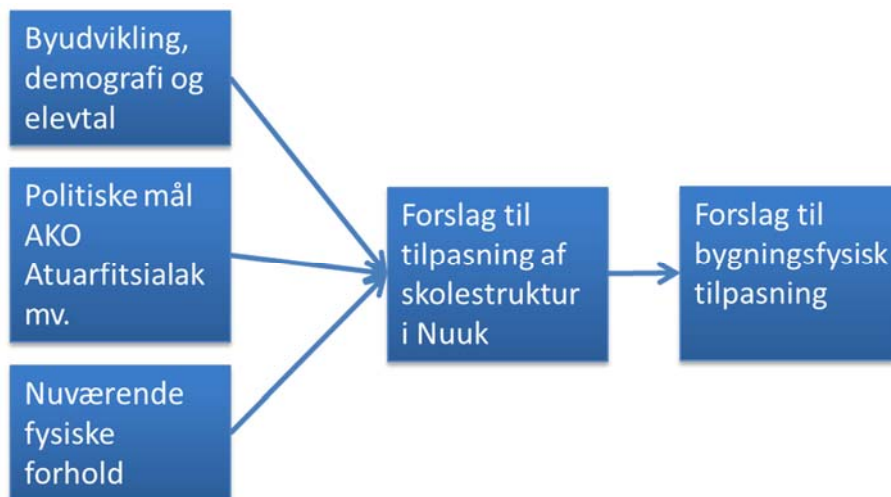 Byudvikling,
demografi og
elevtal
Politiske mål
AKO
Atuarfitsialak
mv.
Nuværende
fysiske
forhold
Forslag til
tilpasning af
skolestruktur
i Nuuk
Forslag til
bygningsfysisk
tilpasning